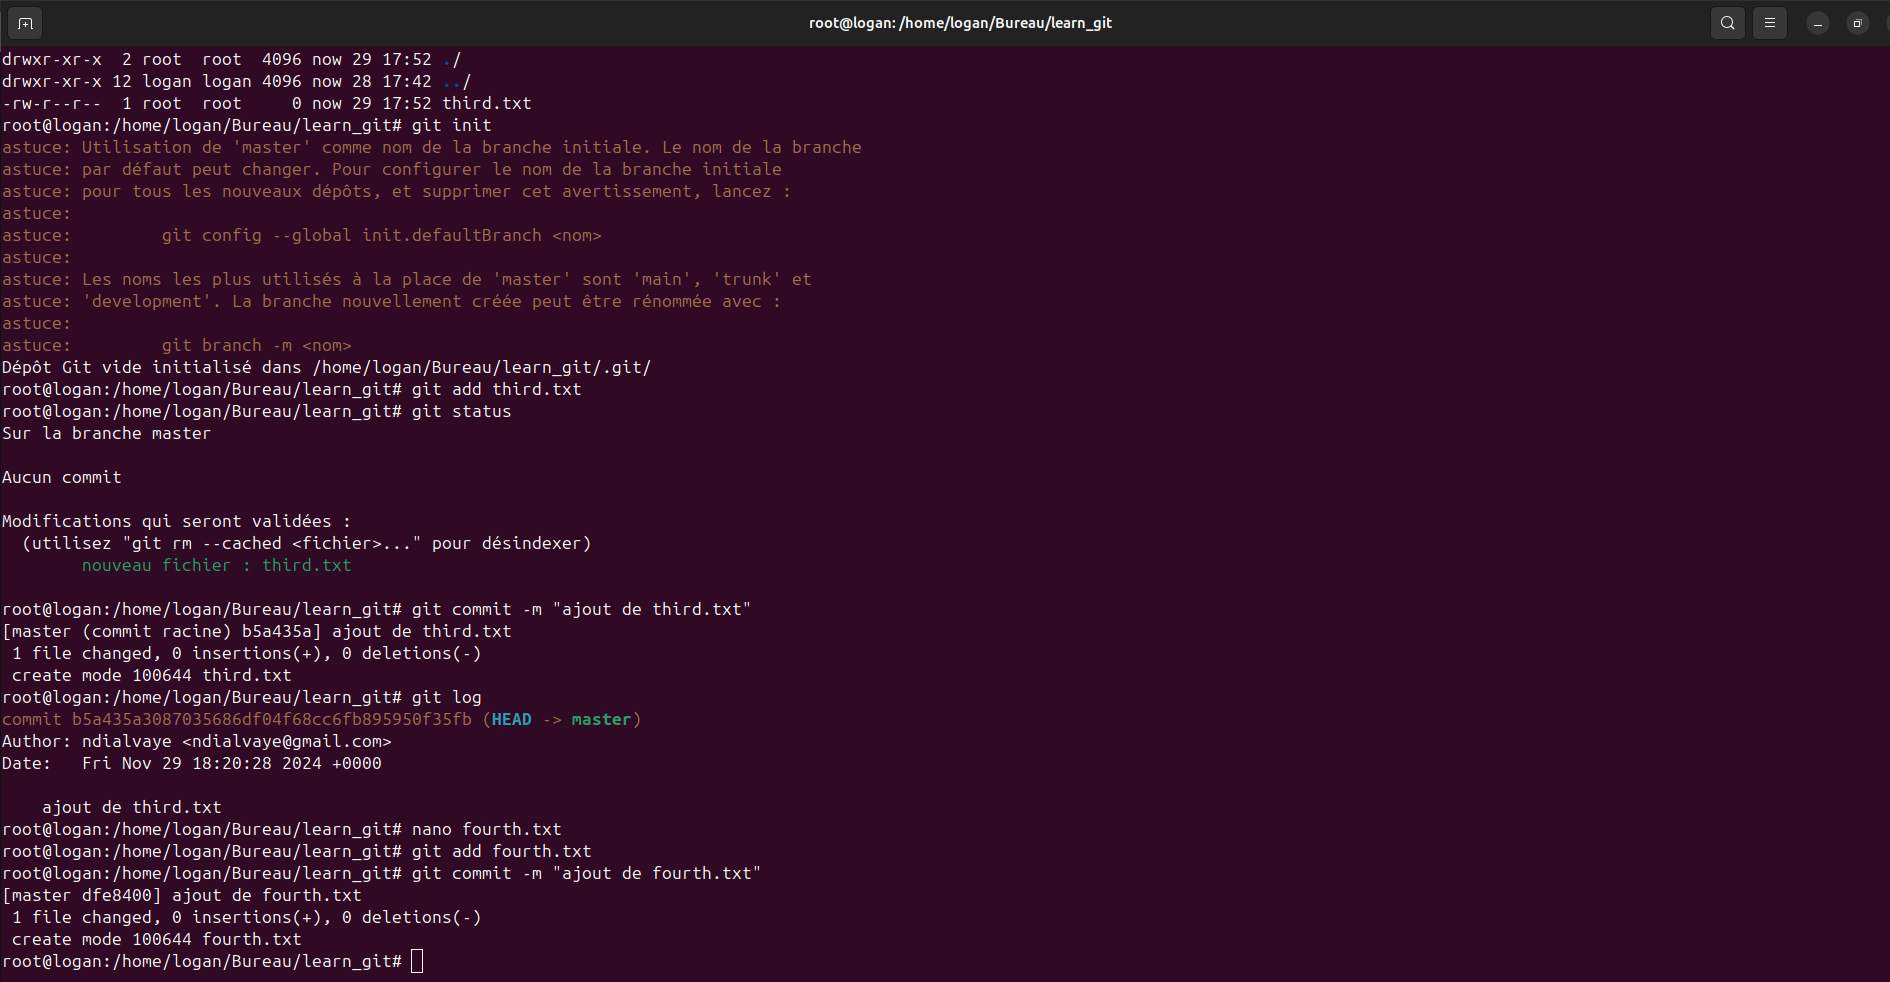 root@logan: /home/logan/Bureau/learn_git
drwxr-xr-x  2 root  root  4096 now 29 17:52 ./
drwxr-xr-x 12 logan logan 4096 now 28 17:42 ../
-rw-r--r--  1 root  root     0 now 29 17:52 third.txt
root@logan:/home/logan/Bureau/learn_git# git init
astuce: Utilisation de 'master' comme nom de la branche initiale. Le nom de la branche
astuce: par défaut peut changer. Pour configurer le nom de la branche initiale
astuce: pour tous les nouveaux dépôts, et supprimer cet avertissement, lancez :
astuce:
astuce:         git config --global init.defaultBranch <nom>
astuce:
astuce: Les noms les plus utilisés à la place de 'master' sont 'main', 'trunk' et
astuce: 'development'. La branche nouvellement créée peut être rénommée avec :
astuce:
astuce:         git branch -m <nom>
Dépôt Git vide initialisé dans /home/logan/Bureau/learn_git/.git/
root@logan:/home/logan/Bureau/learn_git# git add third.txt
root@logan:/home/logan/Bureau/learn_git# git status
Sur la branche master

Aucun commit

Modifications qui seront validées :
  (utilisez "git rm --cached <fichier>..." pour désindexer)
        nouveau fichier : third.txt

root@logan:/home/logan/Bureau/learn_git# git commit -m "ajout de third.txt"
[master (commit racine) b5a435a] ajout de third.txt
 1 file changed, 0 insertions(+), 0 deletions(-)
 create mode 100644 third.txt
root@logan:/home/logan/Bureau/learn_git# git log
commit b5a435a3087035686df04f68cc6fb895950f35fb (HEAD -> master)
Author: ndialvaye <ndialvaye@gmail.com>
Date:   Fri Nov 29 18:20:28 2024 +0000

    ajout de third.txt
root@logan:/home/logan/Bureau/learn_git# nano fourth.txt
root@logan:/home/logan/Bureau/learn_git# git add fourth.txt
root@logan:/home/logan/Bureau/learn_git# git commit -m "ajout de fourth.txt"
[master dfe8400] ajout de fourth.txt
 1 file changed, 0 insertions(+), 0 deletions(-)
 create mode 100644 fourth.txt
root@logan:/home/logan/Bureau/learn_git#